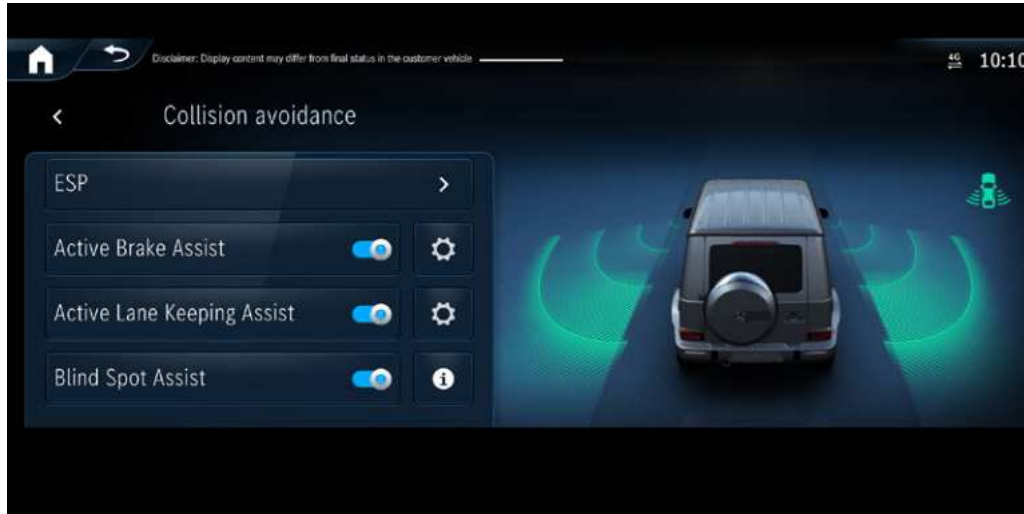 Disclaimer: Display content may differ from final status in the customer vehicle
4G 10:10
Collision avoidance
ESP
Active Brake Assist
Active Lane Keeping Assist
Blind Spot Assist